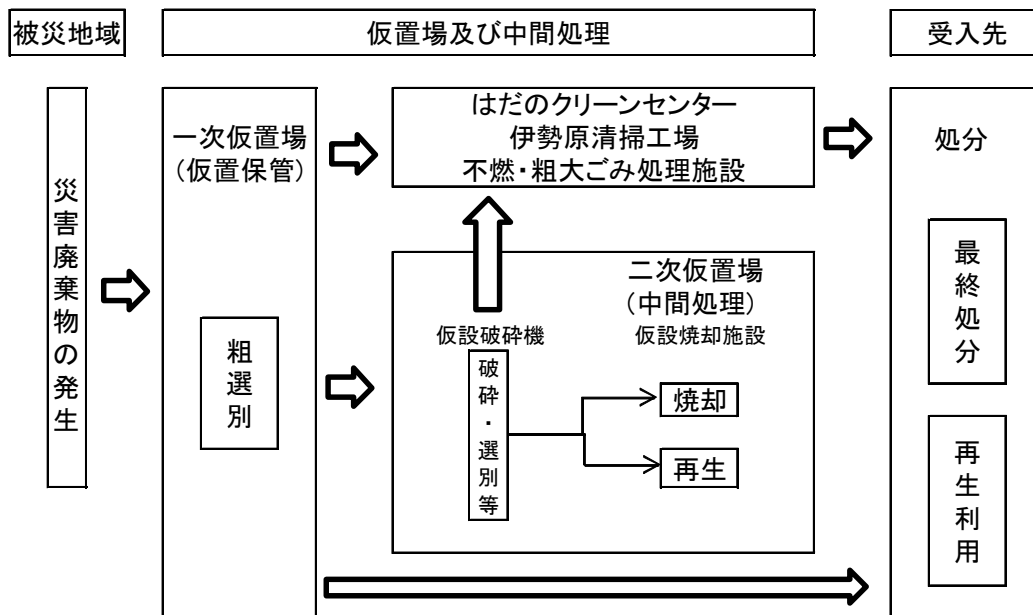 被災地域
仮置場及び中間処理
受入先
災害廃棄物の発生
一次仮置場
(仮置保管)
粗選別
はだのクリーンセンター
伊勢原清掃工場
不燃・粗大ごみ処理施設
二次仮置場
(中間処理)
仮設破砕機
仮設焼却施設
破砕・選別等
焼却
再生
処分
最終処分
再生利用